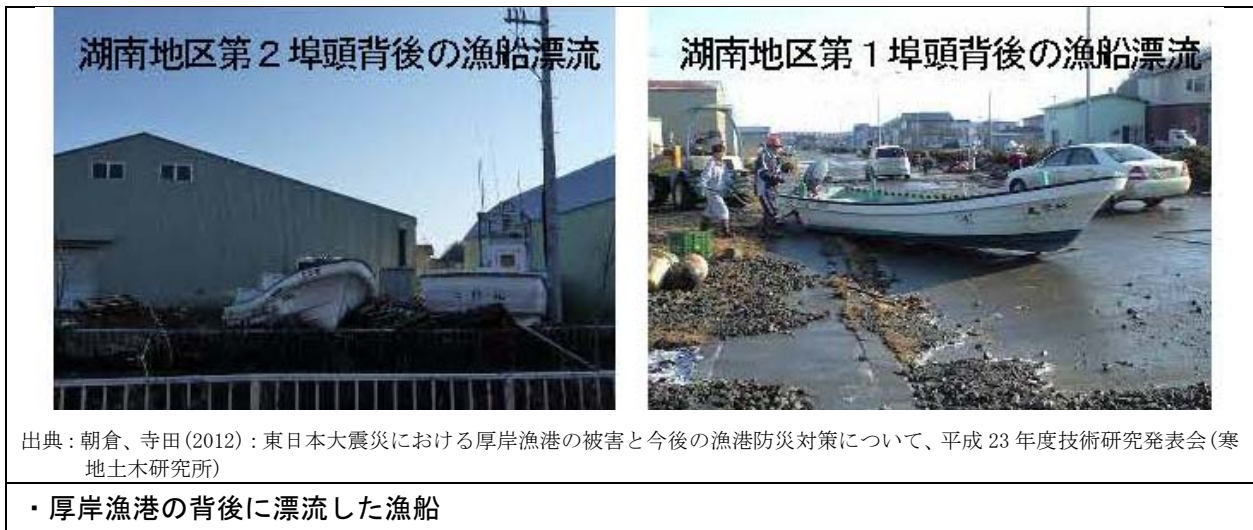 湖南地区第２埠頭背後の漁船漂流
湖南地区第１埠頭背後の漁船漂流
出典：朝倉、寺田(2012)：東日本大震災における厚岸漁港の被害と今後の漁港防災対策について、平成 23 年度技術研究発表会(寒
地土木研究所)
・厚岸漁港の背後に漂流した漁船